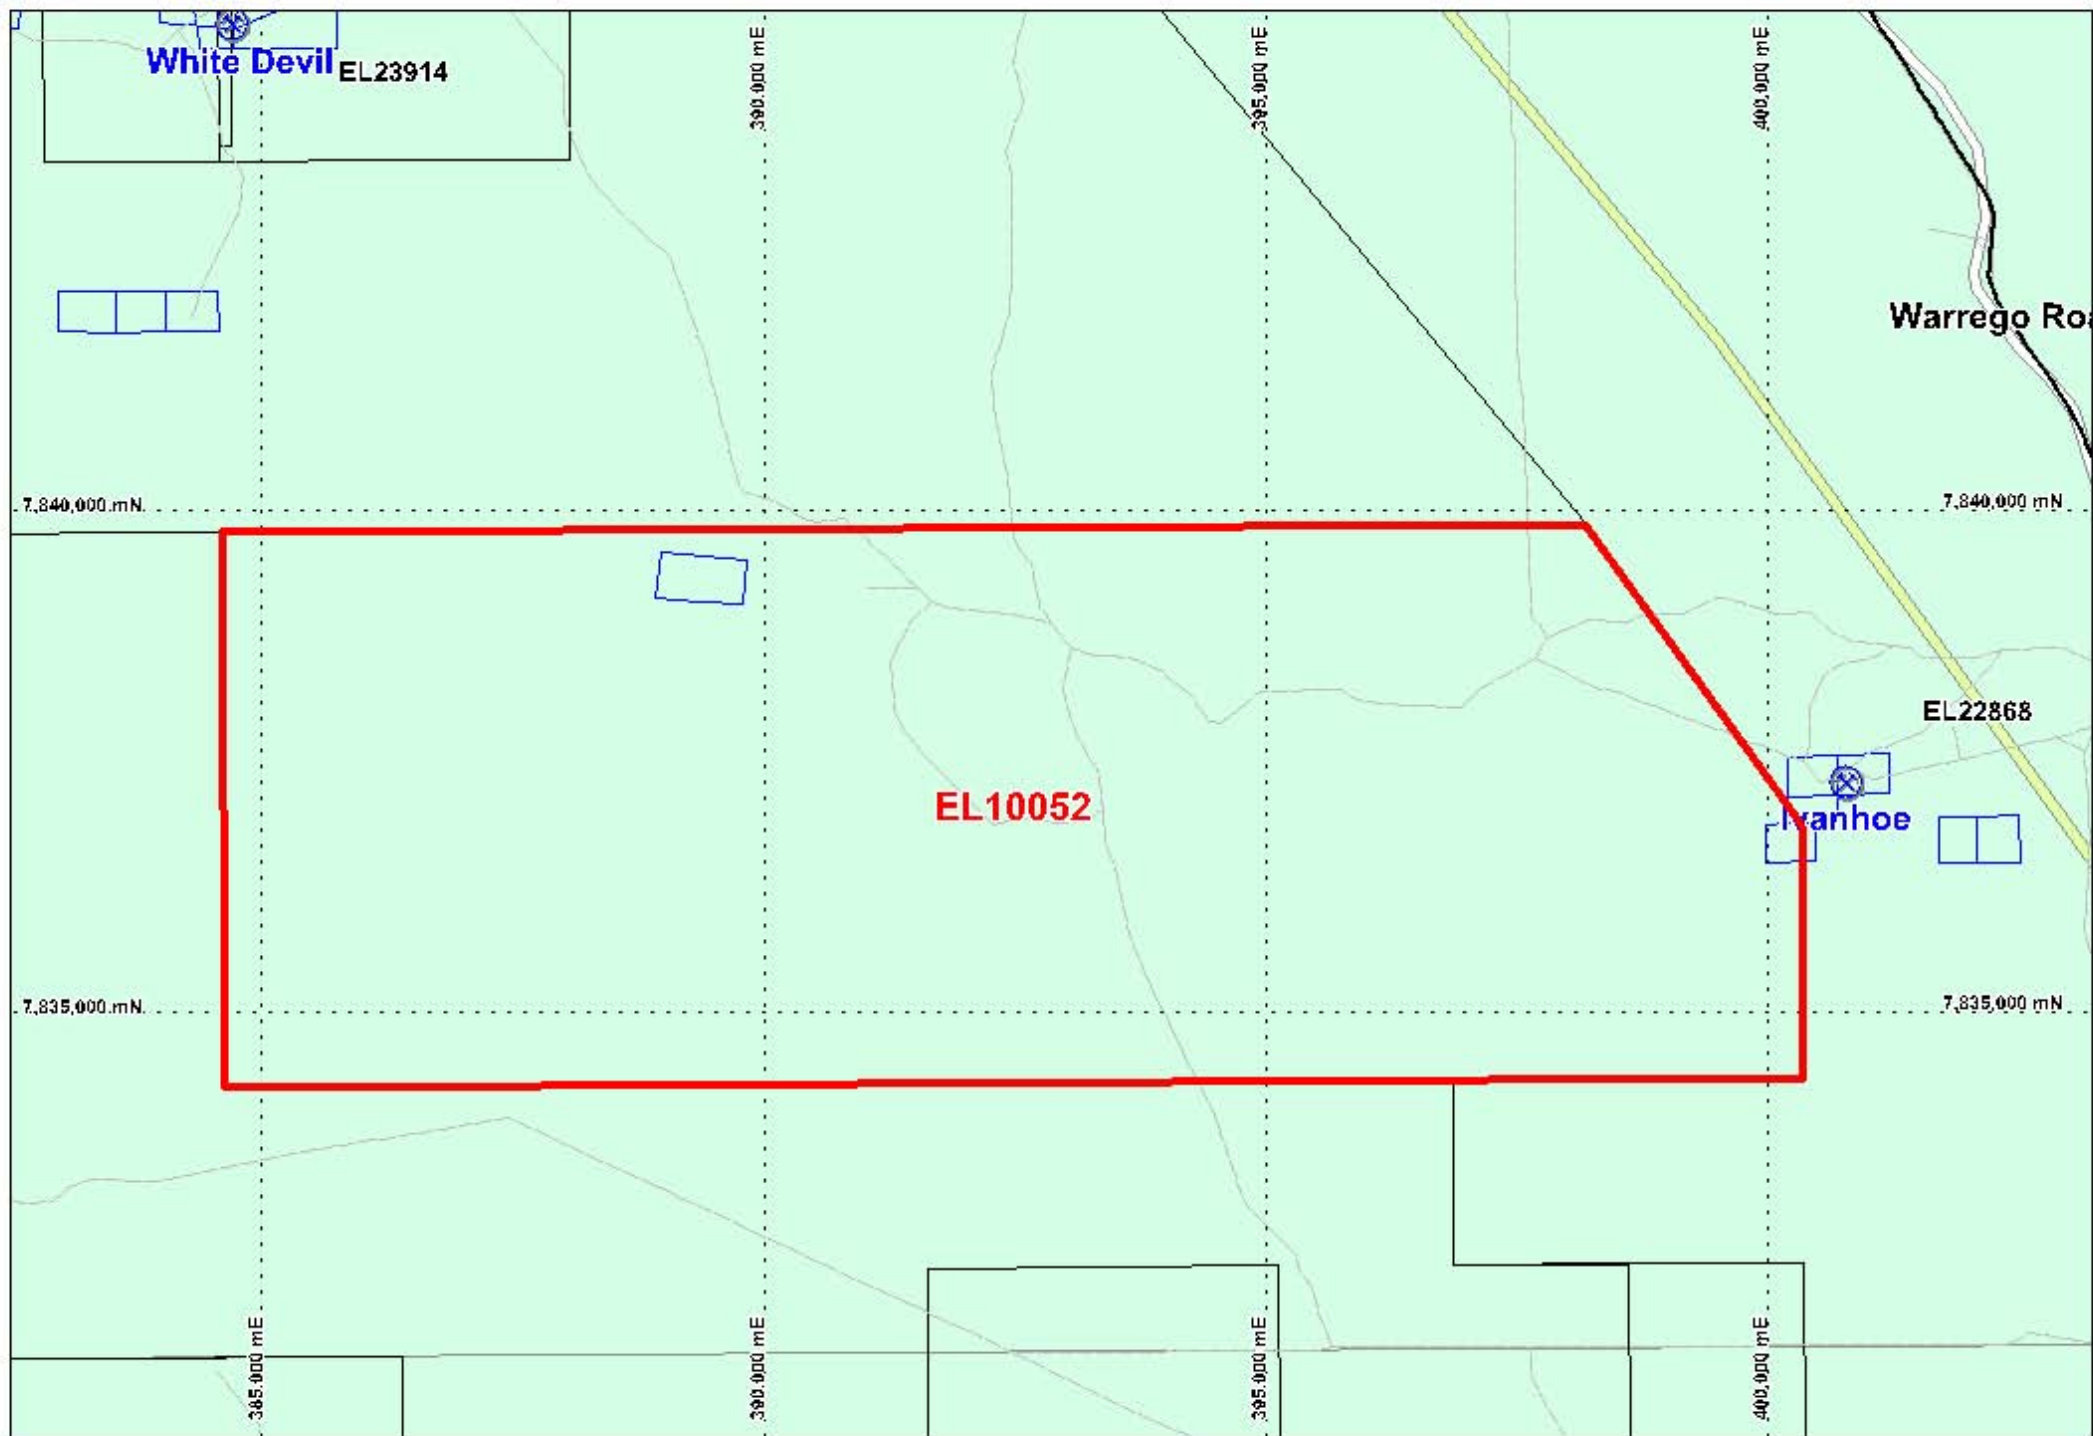 390,000 mE
395,000 mE
400,000 mE
White Devil
EL23914
Warrego Roa
7,840,000 mN
7,840,000 mN
EL22868
EL10052
Ivanhoe
7,835,000 mN
7,835,000 mN
385,000 mE
390,000 mE
395,000 mE
400,000 mE